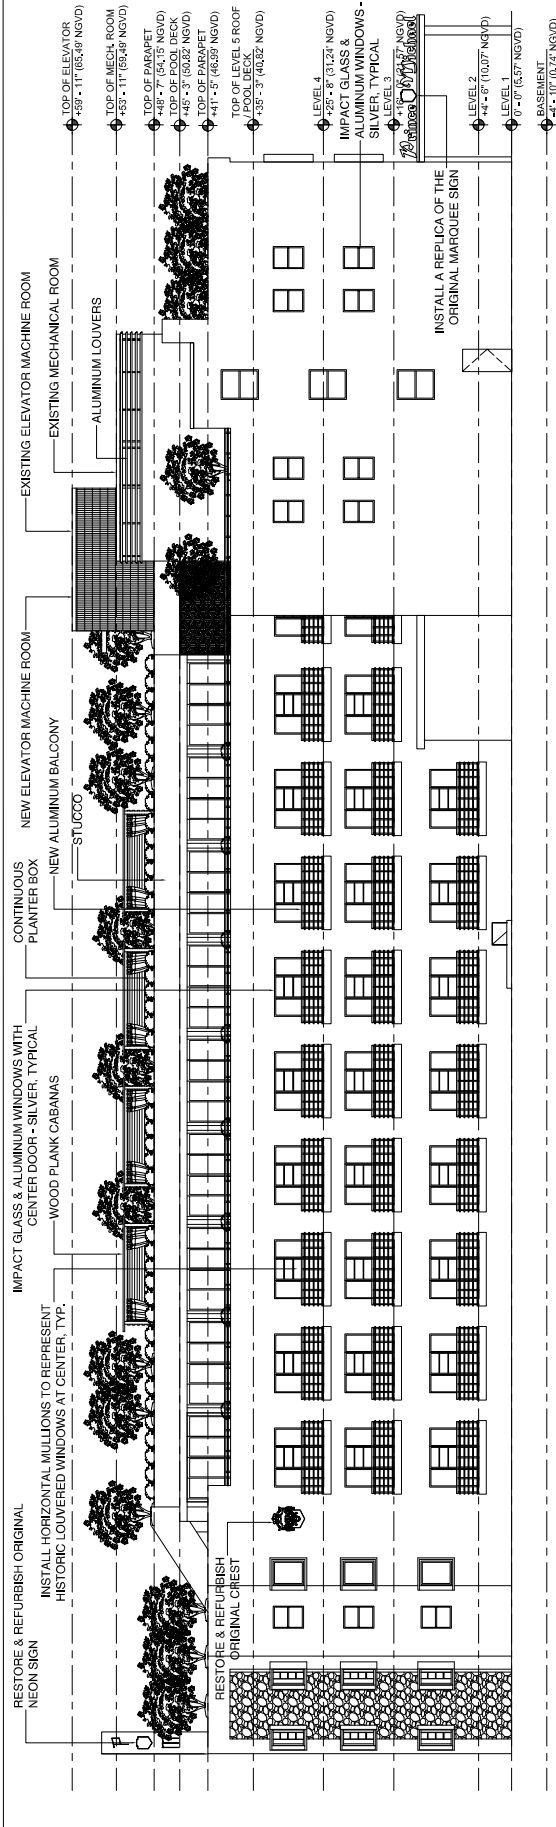 RESTORE & REFURBISH ORIGINAL
NEON SIGN
INSTALL HORIZONTAL MULLIONS TO REPRESENT
HISTORIC LOUVERED WINDOWS AT CENTER, TYP.
IMPACT GLASS & ALUMINUM WINDOWS WITH
CENTER DOOR - SILVER, TYPICAL
WOOD PLANK CABANAS
CONTINUOUS
PLANTER BOX
NEW ELEVATOR MACHINE ROOM
NEW ALUMINUM BALCONY
STUCCO
EXISTING ELEVATOR MACHINE ROOM
EXISTING MECHANICAL ROOM
ALUMINUM LOUVERS
TOP OF ELEVATOR
+59' - 11" (65.49' NGVD)
TOP OF MECH. ROOM
+53' - 11" (59.49' NGVD)
TOP OF PARAPET
+48' - 7" (54.15' NGVD)
TOP OF POOL DECK
+45' - 3" (50.82' NGVD)
TOP OF PARAPET
+41' - 5" (46.99' NGVD)
TOP OF LEVEL 5 ROOF
/ POOL DECK
+35' - 3" (40.82' NGVD)
LEVEL 4
+25' - 8" (31.24' NGVD)
IMPACT GLASS &
ALUMINUM WINDOWS -
SILVER, TYPICAL
LEVEL 3
Prince Michael
INSTALL A REPLICA OF THE
ORIGINAL MARQUEE SIGN
LEVEL 2
+4' - 6" (10.07' NGVD)
LEVEL 1
0' - 0" (5.57' NGVD)
BASEMENT
-4' - 10" (0.74' NGVD)
RESTORE & REFURBISH
ORIGINAL CREST